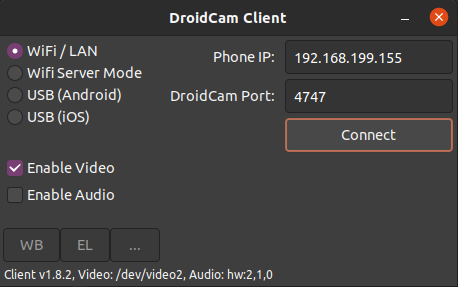 DroidCam Client
WiFi / LAN
Wifi Server Mode
USB (Android)
USB (iOS)
Phone IP: 192.168.199.155
DroidCam Port: 4747
Connect
Enable Video
Enable Audio
WB EL ...
Client v1.8.2, Video: /dev/video2, Audio: hw:2,1,0